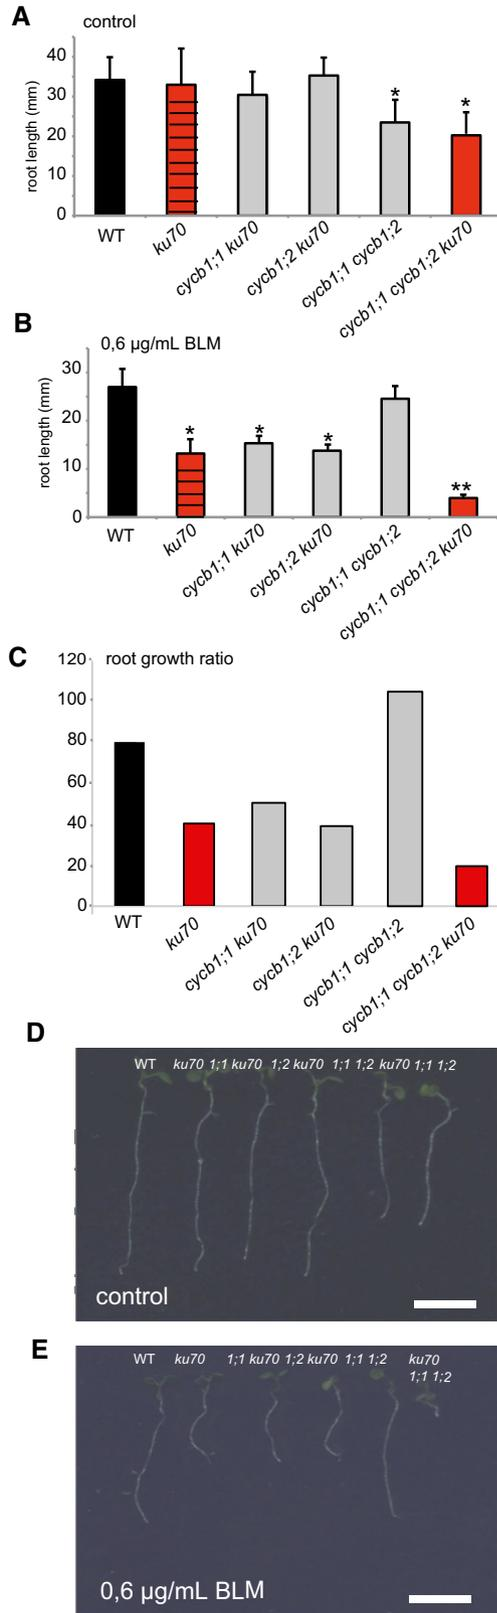 A
control
root length (mm)
40
30
20
10
0
*
*
WT
ku70
cycb1;1 ku70
cycb1;2 ku70
cycb1;1 cycb1;2
cycb1;1 cycb1;2 ku70
B
0,6 µg/mL BLM
root length (mm)
30
20
10
0
*
*
*
**
WT
ku70
cycb1;1 ku70
cycb1;2 ku70
cycb1;1 cycb1;2
cycb1;1 cycb1;2 ku70
C
root growth ratio
120
100
80
60
40
20
0
WT
ku70
cycb1;1 ku70
cycb1;2 ku70
cycb1;1 cycb1;2
cycb1;1 cycb1;2 ku70
D
WT ku70 1;1 ku70 1;2 ku70 1;1 1;2 ku70 1;1 1;2
control
E
WT ku70 1;1 ku70 1;2 ku70 1;1 1;2 ku70
1;1 1;2
0,6 µg/mL BLM